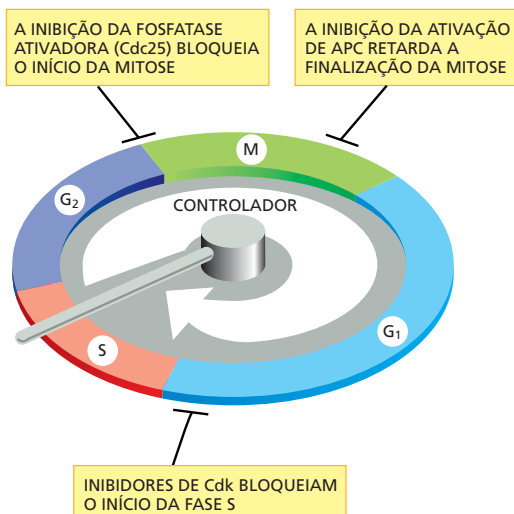 A INIBIÇÃO DA FOSFATASE
ATIVADORA (Cdc25) BLOQUEIA
O INÍCIO DA MITOSE
A INIBIÇÃO DA ATIVAÇÃO
DE APC RETARDA A
FINALIZAÇÃO DA MITOSE
M
G₂
CONTROLADOR
G₁
S
INIBIDORES DE Cdk BLOQUEIAM
O INÍCIO DA FASE S